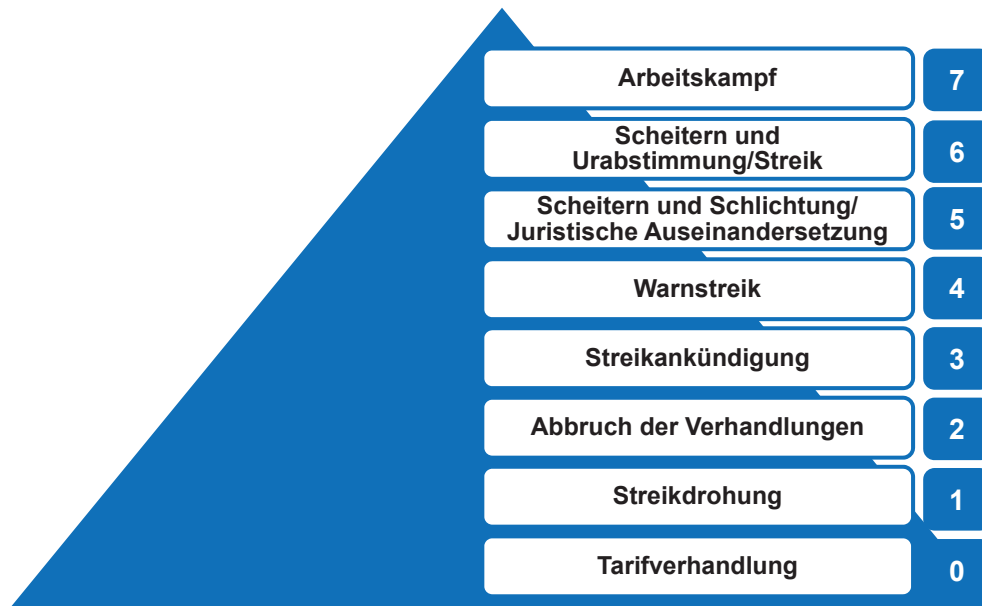 Arbeitskampf 7
Scheitern und
Urabstimmung/Streik 6
Scheitern und Schlichtung/
Juristische Auseinandersetzung 5
Warnstreik 4
Streikankündigung 3
Abbruch der Verhandlungen 2
Streikdrohung 1
Tarifverhandlung 0